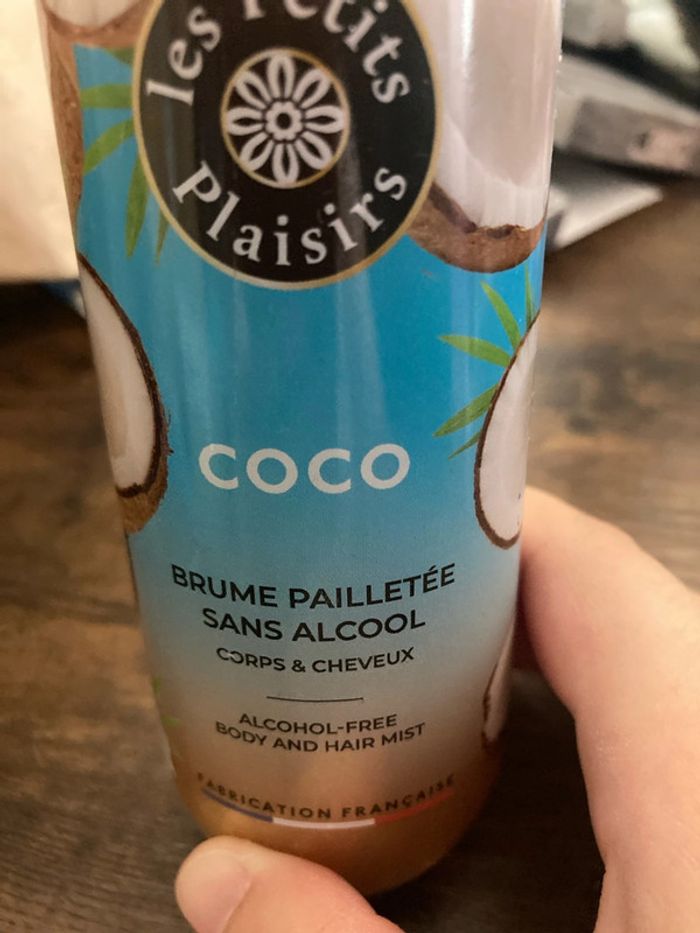 les Petits
Plaisirs
COCO
BRUME PAILLETÉE
SANS ALCOOL
CORPS & CHEVEUX
ALCOHOL-FREE
BODY AND HAIR MIST
FABRICATION FRANÇAISE